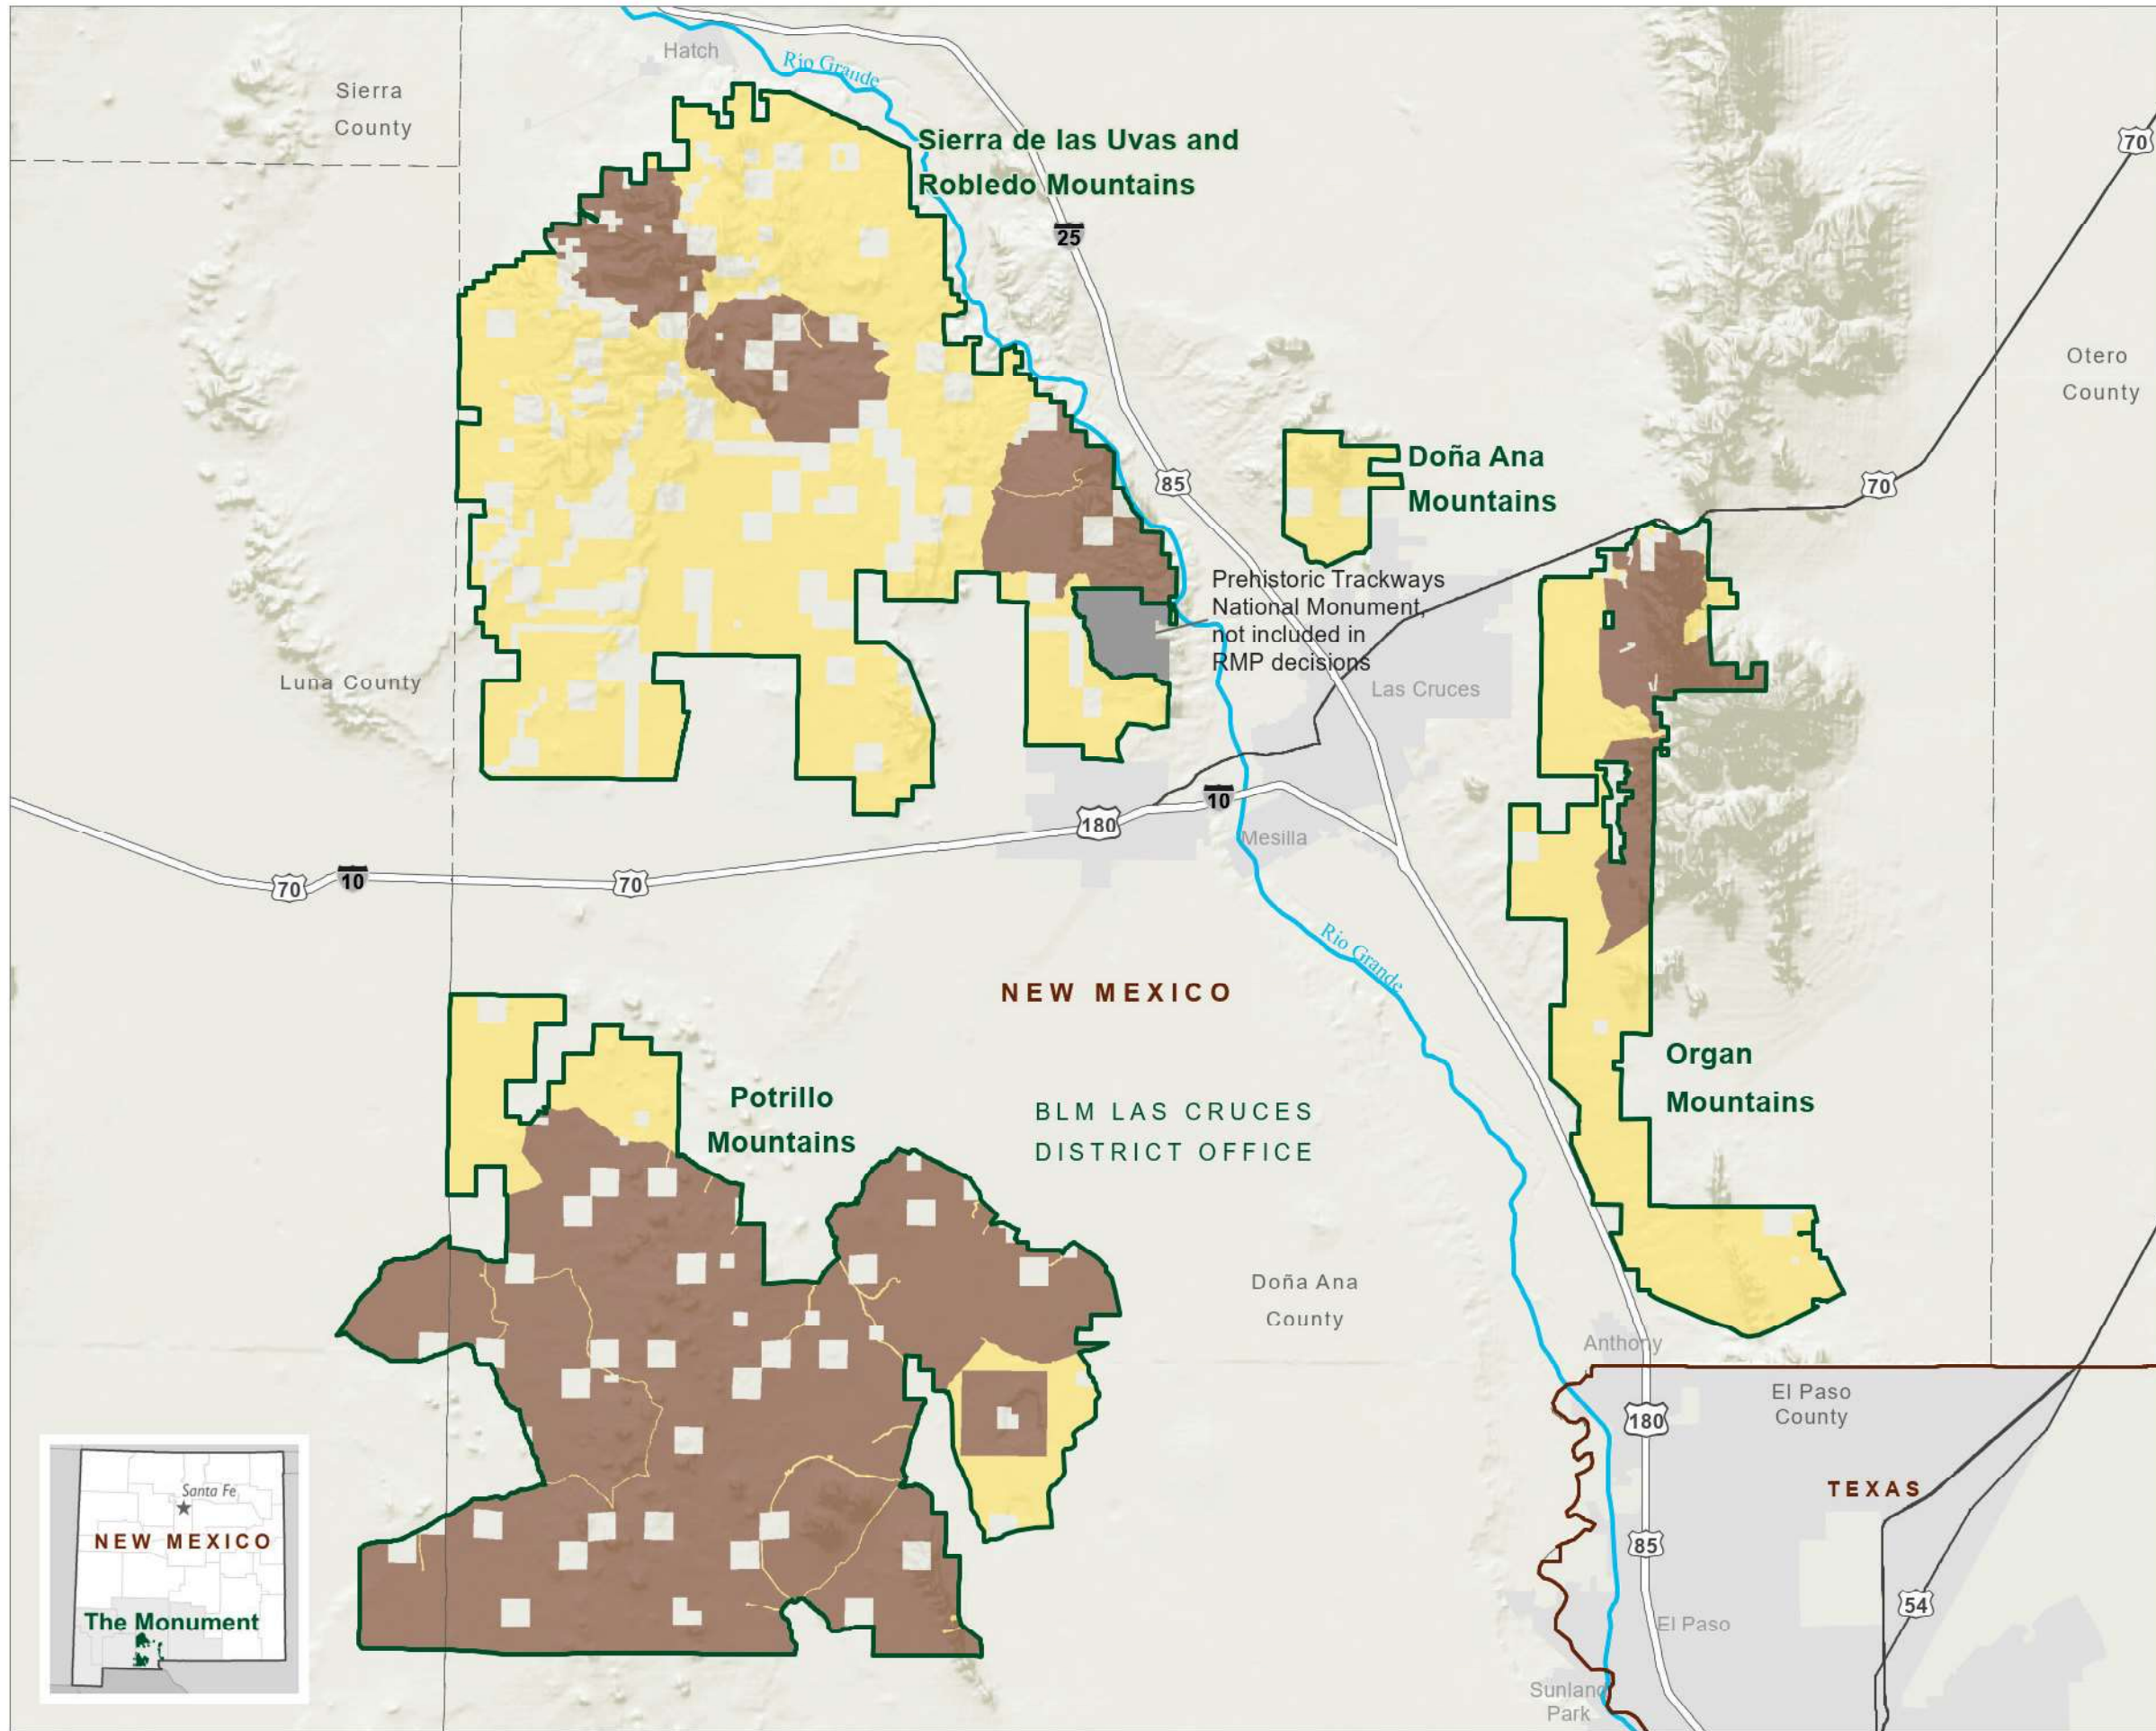 Hatch
Rio Grande
Sierra
County
70
Sierra de las Uvas and
Robledo Mountains
25
Otero
County
Doña Ana
Mountains
85
70
Prehistoric Trackways
National Monument,
not included in
RMP decisions
Luna County
Las Cruces
10
180
Mesilla
70
10
70
Rio Grande
NEW MEXICO
Organ
Mountains
Potrillo
Mountains
BLM LAS CRUCES
DISTRICT OFFICE
Doña Ana
County
Anthony
El Paso
County
180
TEXAS
Santa Fe
NEW MEXICO
85
54
The Monument
El Paso
Sunland
Park